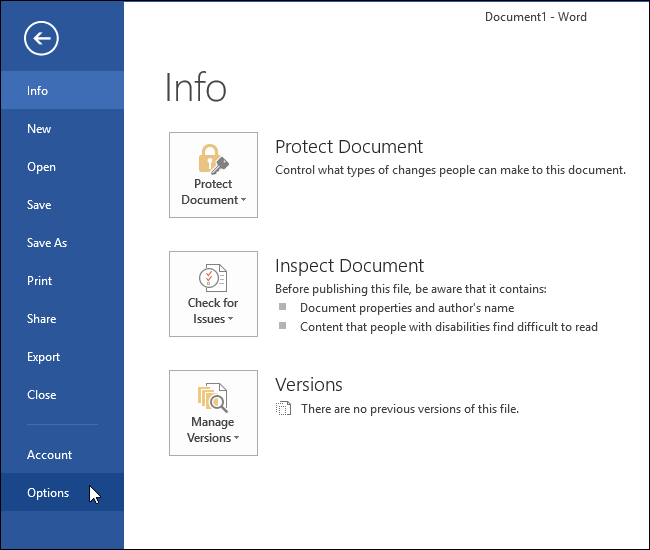 Document1 - Word
Info
New
Open
Save
Save As
Print
Share
Export
Close
Account
Options
Info
Protect
Document
Protect Document
Control what types of changes people can make to this document.
Check for
Issues
Inspect Document
Before publishing this file, be aware that it contains:
Document properties and author's name
Content that people with disabilities find difficult to read
Manage
Versions
Versions
There are no previous versions of this file.